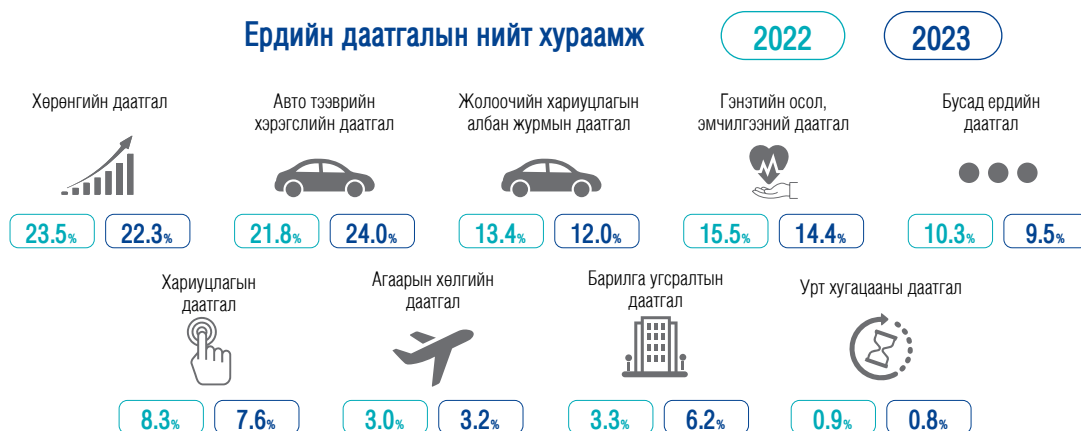 Ердийн даатгалын нийт хураамж
2022
2023
Хөрөнгийн даатгал
23.5%
22.3%
Авто тээврийн
хэрэгслийн даатгал
21.8%
24.0%
Жолоочийн хариуцлагын
албан журмын даатгал
13.4%
12.0%
Гэнэтийн осол,
эмчилгээний даатгал
15.5%
14.4%
Бусад ердийн
даатгал
10.3%
9.5%
Хариуцлагын
даатгал
8.3%
7.6%
Агаарын хөлгийн
даатгал
3.0%
3.2%
Барилга угсралтын
даатгал
3.3%
6.2%
Урт хугацааны даатгал
0.9%
0.8%